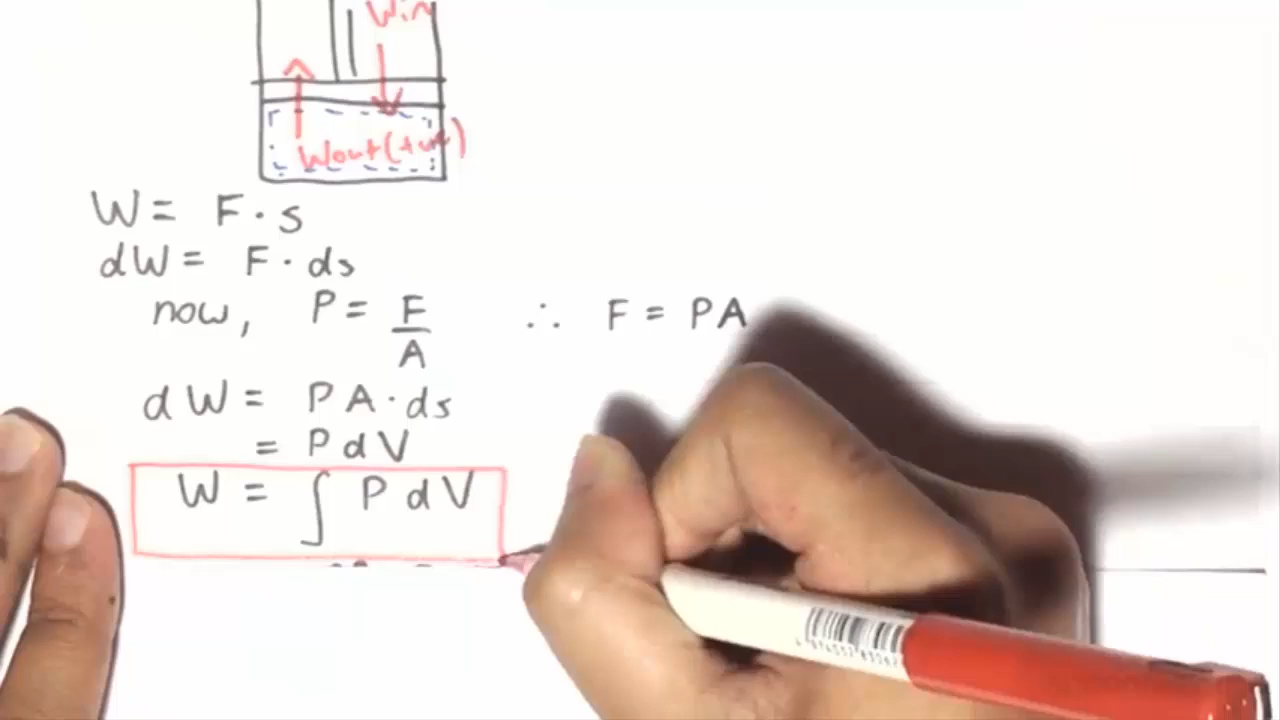 Win
Wout (+ve)
W = F · s
dW = F · ds
now, P = F/A ∴ F = PA
dW = PA · ds
= P dV
W = ∫ P dV